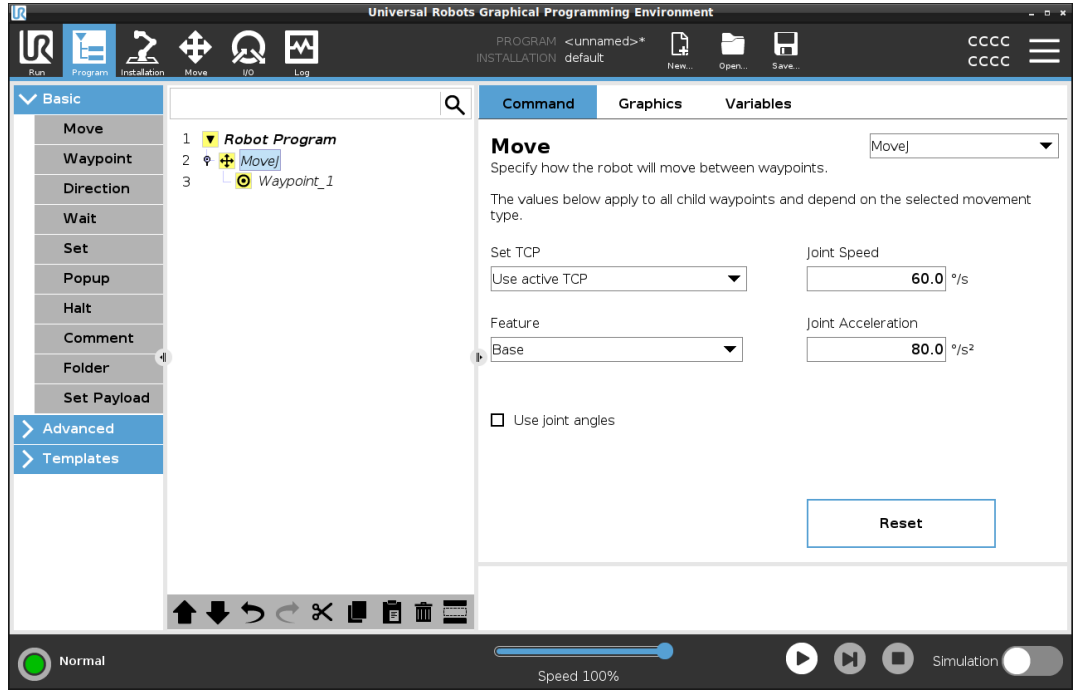 Universal Robots Graphical Programming Environment
UR
Run
Program
Installation
Move
I/O
Log
PROGRAM <unnamed>*
INSTALLATION default
New...
Open...
Save...
CCCC
CCCC
Basic
Move
Waypoint
Direction
Wait
Set
Popup
Halt
Comment
Folder
Set Payload
Advanced
Templates
1 Robot Program
2 MoveJ
3 Waypoint_1
Command Graphics Variables
Move
MoveJ
Specify how the robot will move between waypoints.
The values below apply to all child waypoints and depend on the selected movement
type.
Set TCP
Joint Speed
Use active TCP
60.0 °/s
Feature
Joint Acceleration
Base
80.0 °/s²
Use joint angles
Reset
Normal
Speed 100%
Simulation